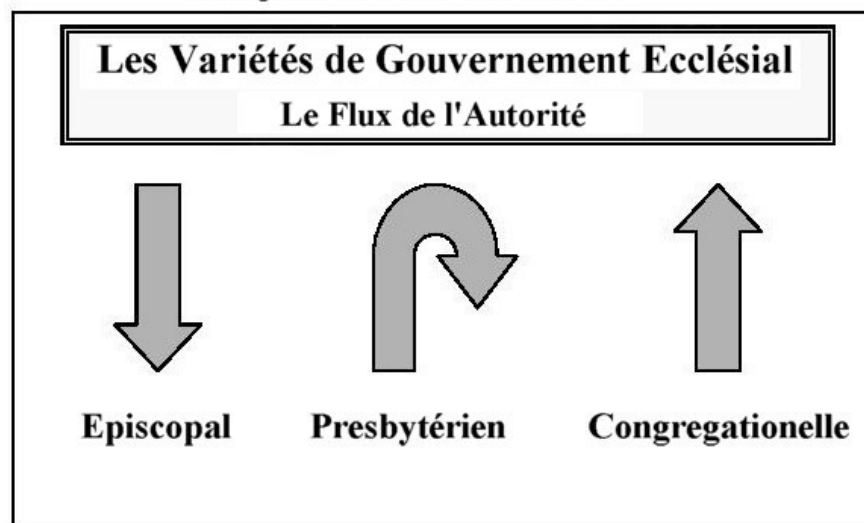 Les Variétés de Gouvernement Ecclésial
Le Flux de l'Autorité
Episcopal Presbytérien Congregationelle